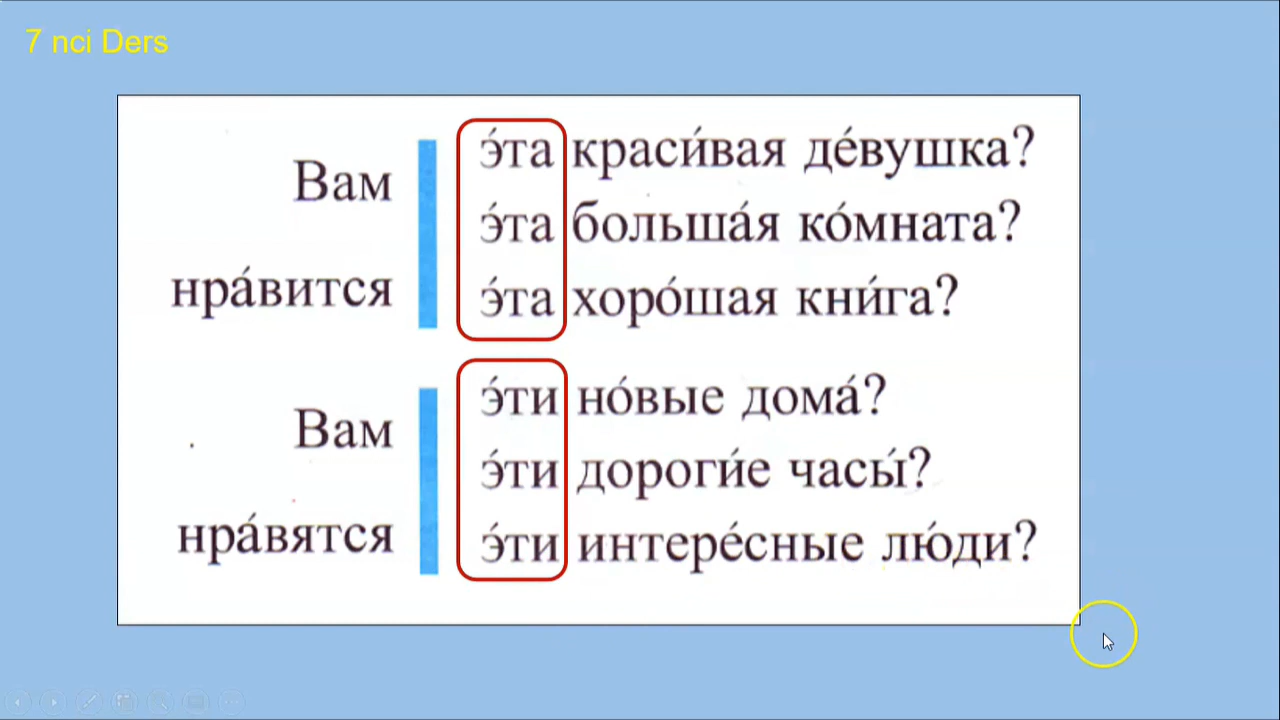 7 nci Ders
Вам нра́вится
э́та краси́вая де́вушка?
э́та больша́я ко́мната?
э́та хоро́шая кни́га?
Вам нра́вятся
э́ти но́вые дома́?
э́ти дороги́е часы́?
э́ти интере́сные лю́ди?